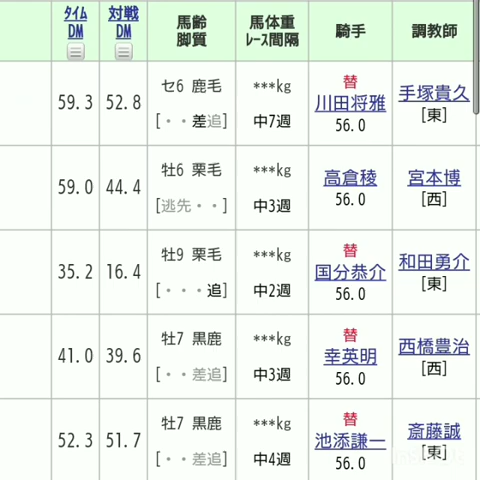 ﾀｲﾑ DM 対戦 DM 馬齢 脚質 馬体重 ﾚｰｽ間隔 騎手 調教師
59.3 52.8 セ6 鹿毛 ***kg 替 川田将雅 手塚貴久
[・・差追] 中7週 56.0 [東]
59.0 44.4 牡6 栗毛 ***kg 高倉稜 宮本博
[逃先・・] 中3週 56.0 [西]
35.2 16.4 牡9 栗毛 ***kg 替 国分恭介 和田勇介
[・・・追] 中2週 56.0 [東]
41.0 39.6 牡7 黒鹿 ***kg 替 幸英明 西橋豊治
[・・差追] 中3週 56.0 [西]
52.3 51.7 牡7 黒鹿 ***kg 替 池添謙一 斎藤誠
[・・差追] 中4週 56.0 [東]